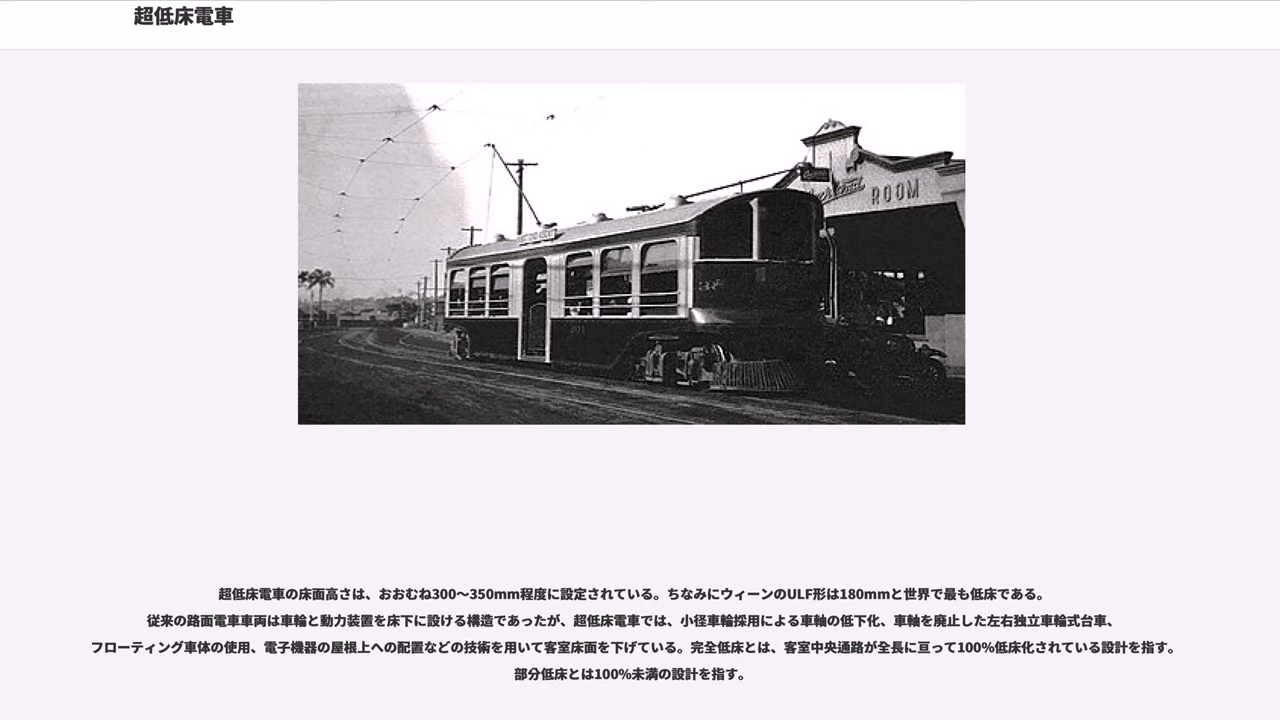 超低床電車
ROOM
超低床電車の床面高さは、おおむね300〜350mm程度に設定されている。ちなみにウィーンのULF形は180mmと世界で最も低床である。
従来の路面電車車両は車輪と動力装置を床下に設ける構造であったが、超低床電車では、小径車輪採用による車軸の低下化、車軸を廃止した左右独立車輪式台車、
フローティング車体の使用、電子機器の屋根上への配置などの技術を用いて客室床面を下げている。完全低床とは、客室中央通路が全長に亘って100%低床化されている設計を指す。
部分低床とは100%未満の設計を指す。